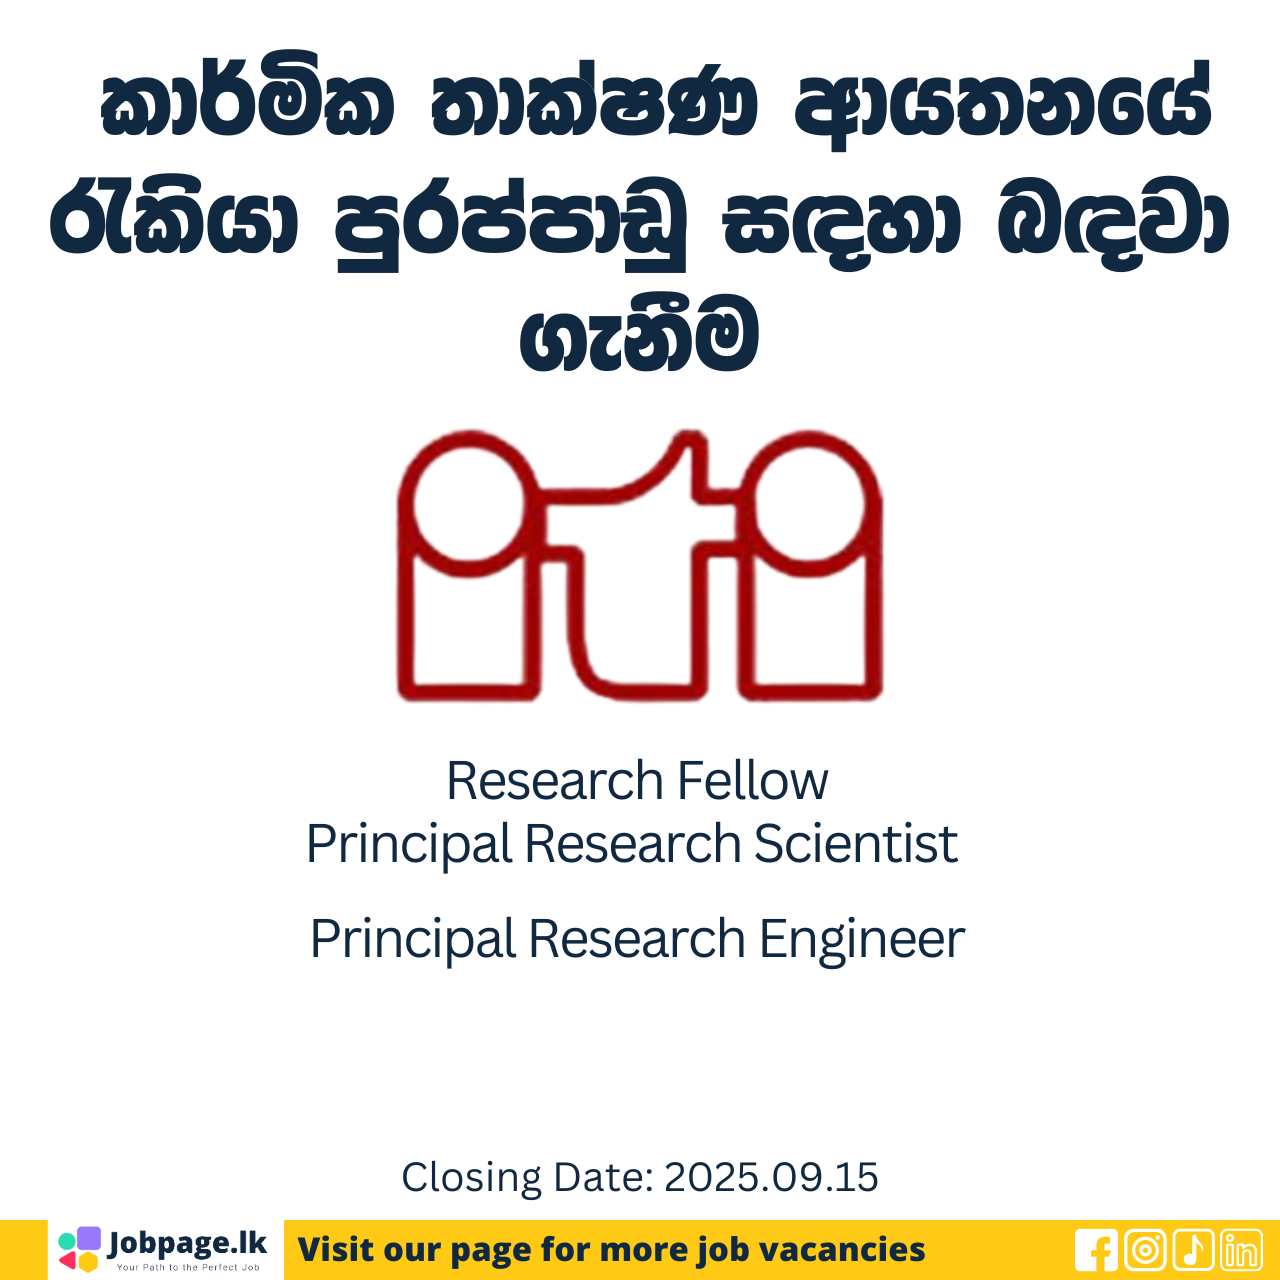 කාර්මික තාක්ෂණ ආයතනයේ
රැකියා පුරප්පාඩු සඳහා බඳවා
ගැනීම
iti
Research Fellow
Principal Research Scientist
Principal Research Engineer
Closing Date: 2025.09.15
Jobpage.lk
Your Path to the Perfect Job
Visit our page for more job vacancies